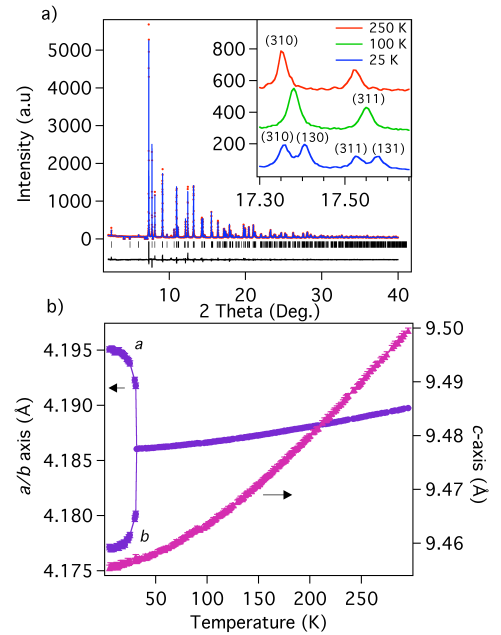 a)
250 K
100 K
25 K
(310)
(311)
(310) (130) (311) (131)
800
600
400
200
17.30 17.50
5000
4000
3000
2000
1000
0
Intensity (a.u)
10 20 30 40
2 Theta (Deg.)
b)
a
b
4.195
4.190
4.185
4.180
4.175
a/b axis (Å)
9.50
9.49
9.48
9.47
9.46
c-axis (Å)
50 100 150 200 250
Temperature (K)